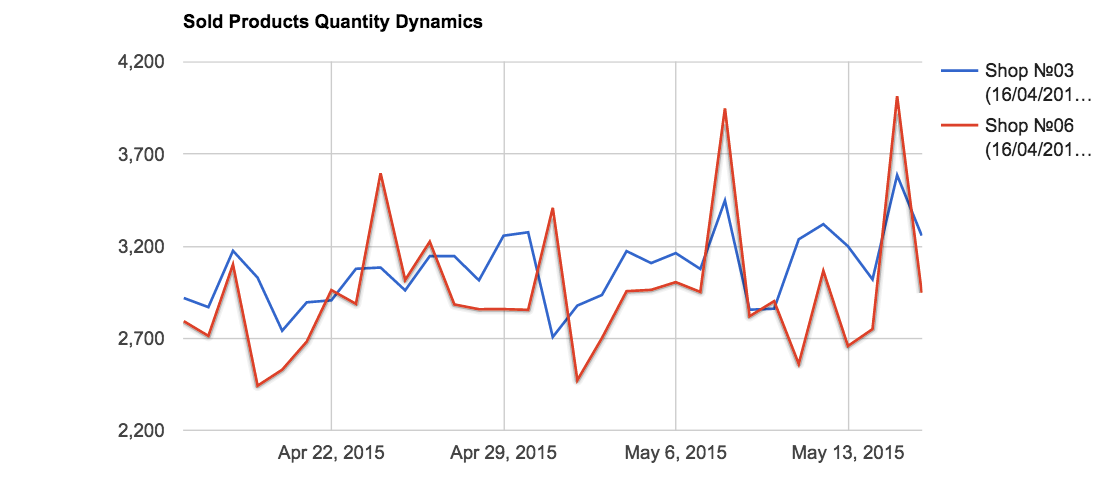 Sold Products Quantity Dynamics
4,200
3,700
3,200
2,700
2,200
Apr 22, 2015
Apr 29, 2015
May 6, 2015
May 13, 2015
Shop №03
(16/04/201…
Shop №06
(16/04/201…